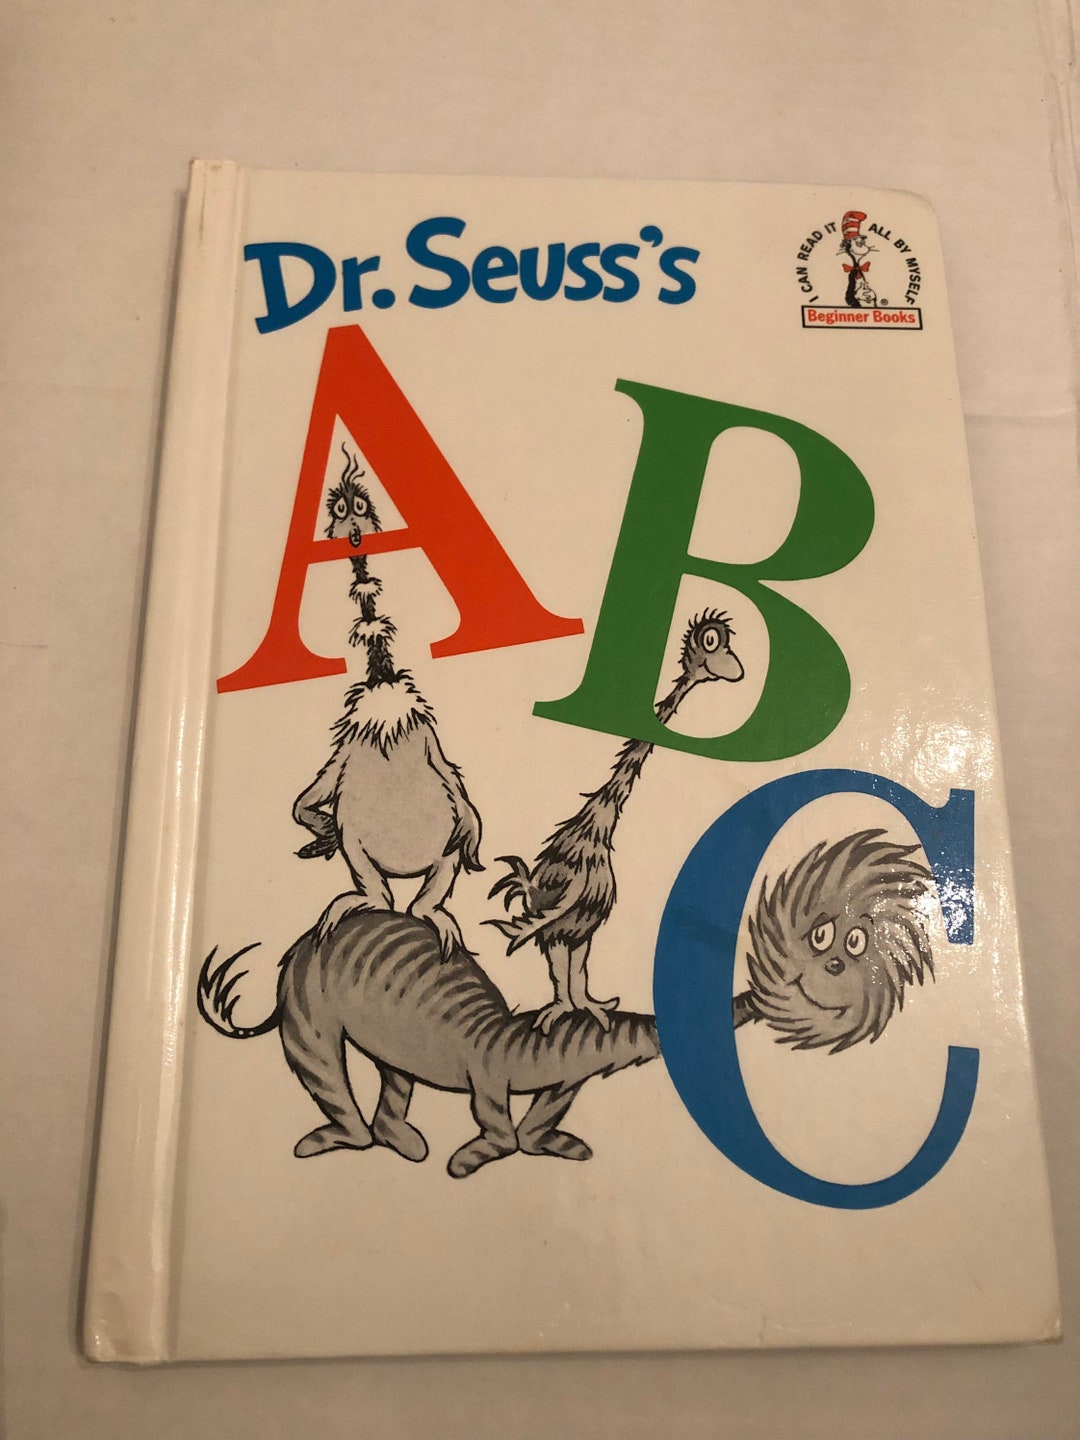 Dr. Seuss's
I CAN READ IT ALL BY MYSELF
®
Beginner Books
A
B
C